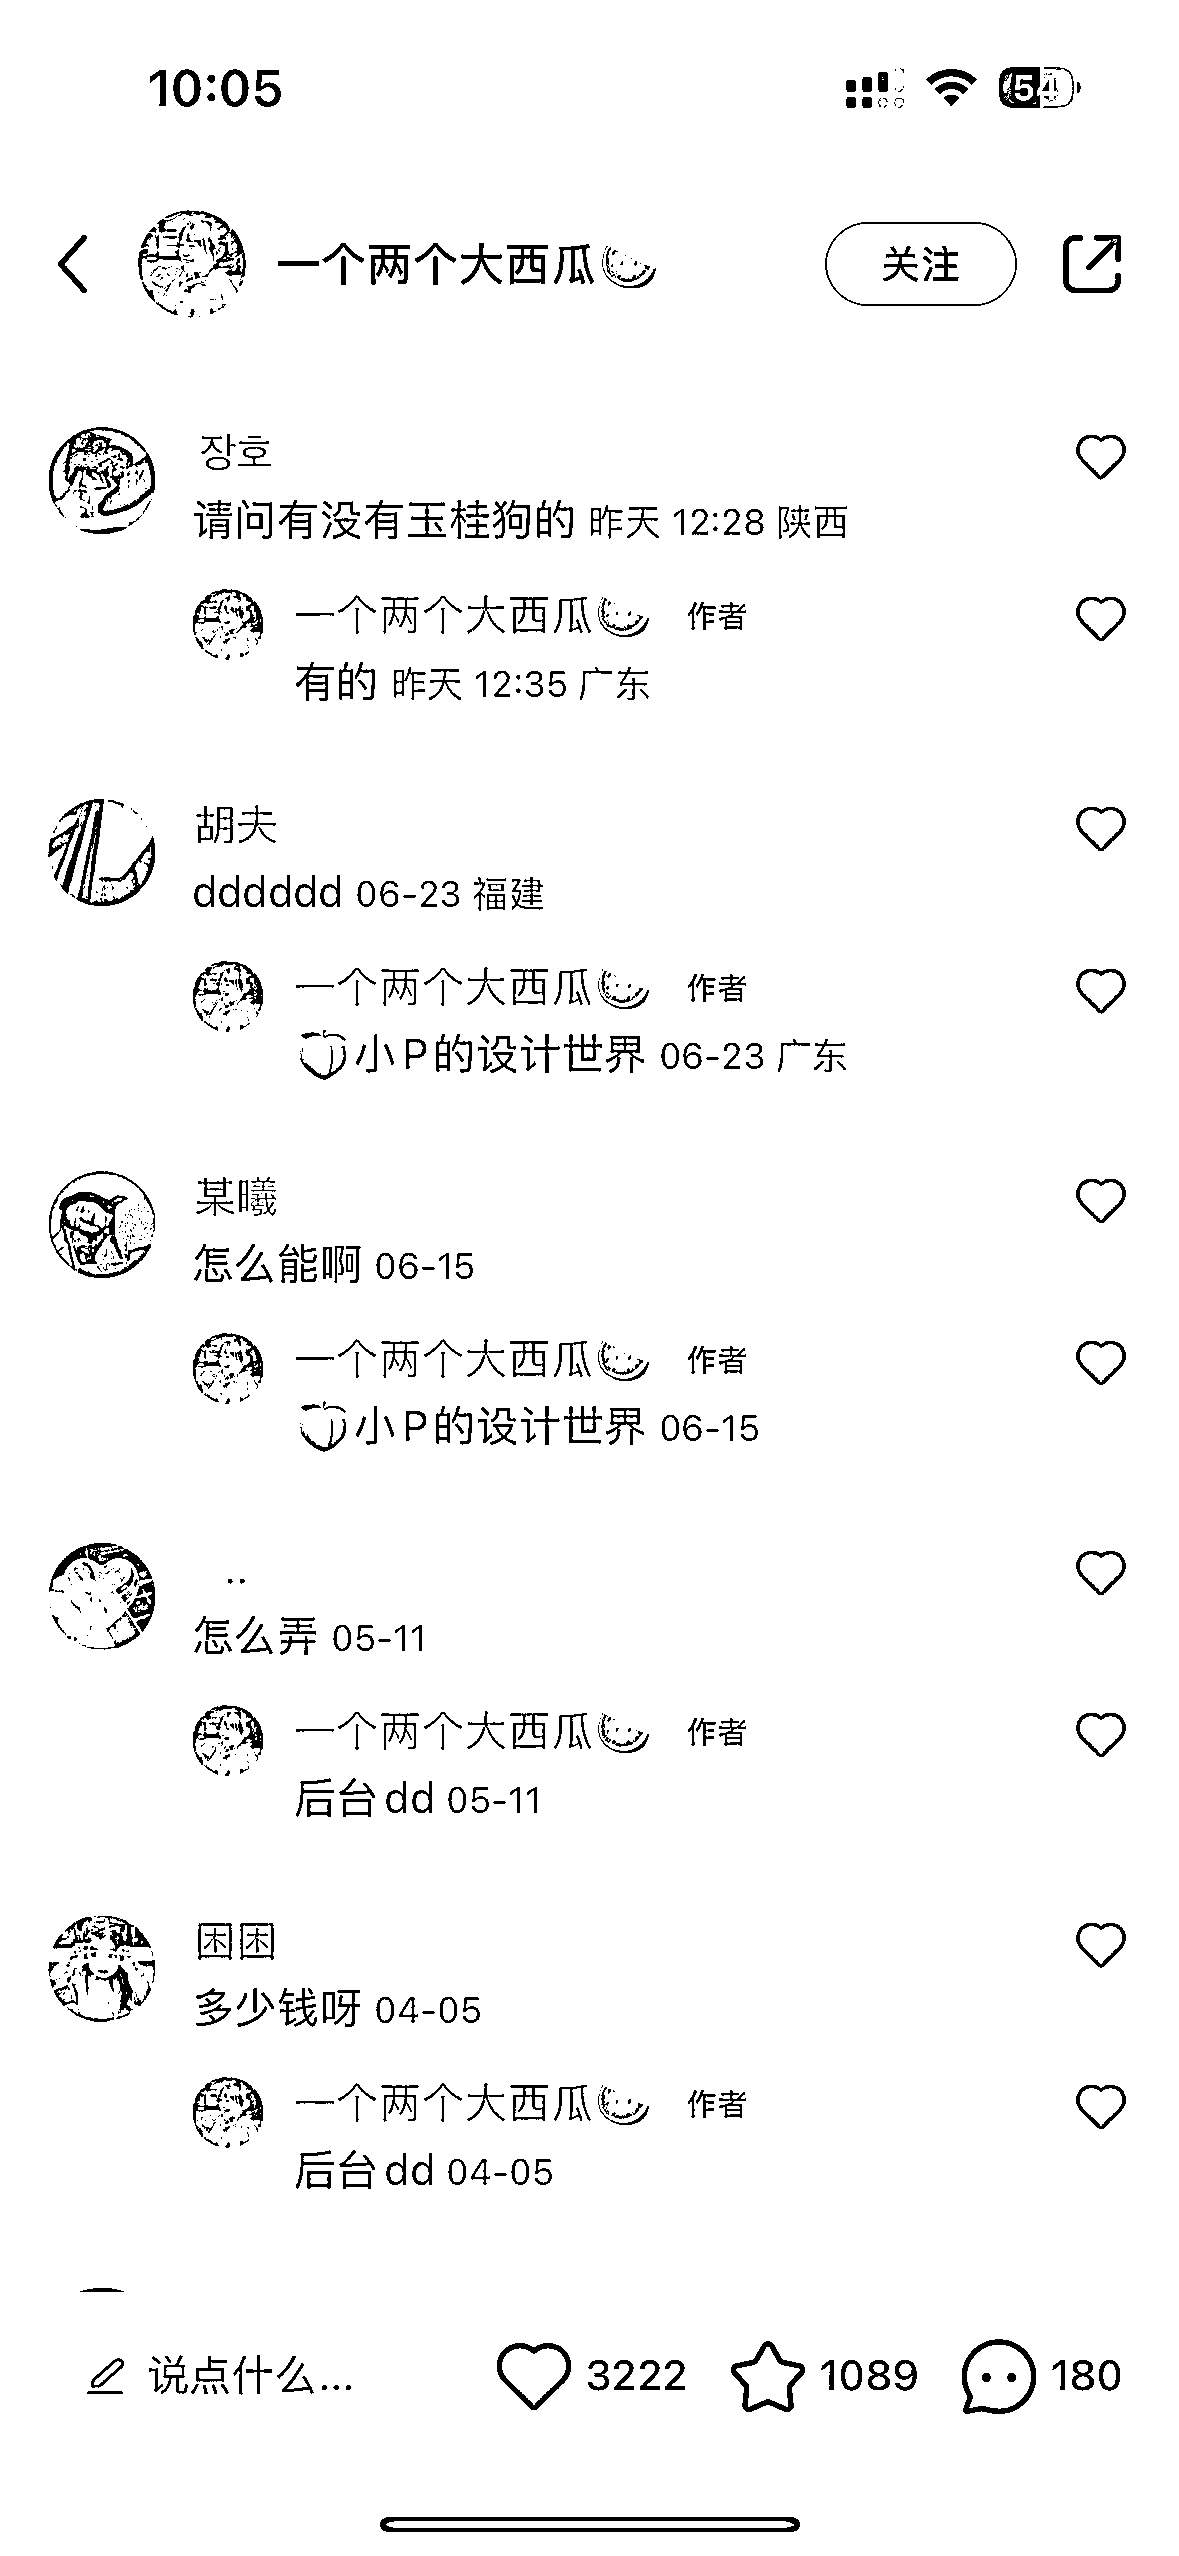 10:05
54
一个两个大西瓜🍉
关注
장호
请问有没有玉桂狗的 昨天 12:28 陕西
一个两个大西瓜🍉 作者
有的 昨天 12:35 广东
胡夫
dddddd 06-23 福建
一个两个大西瓜🍉 作者
🍑小P的设计世界 06-23 广东
某曦
怎么能啊 06-15
一个两个大西瓜🍉 作者
🍑小P的设计世界 06-15
..
怎么弄 05-11
一个两个大西瓜🍉 作者
后台dd 05-11
困困
多少钱呀 04-05
一个两个大西瓜🍉 作者
后台dd 04-05
说点什么...
3222
1089
180